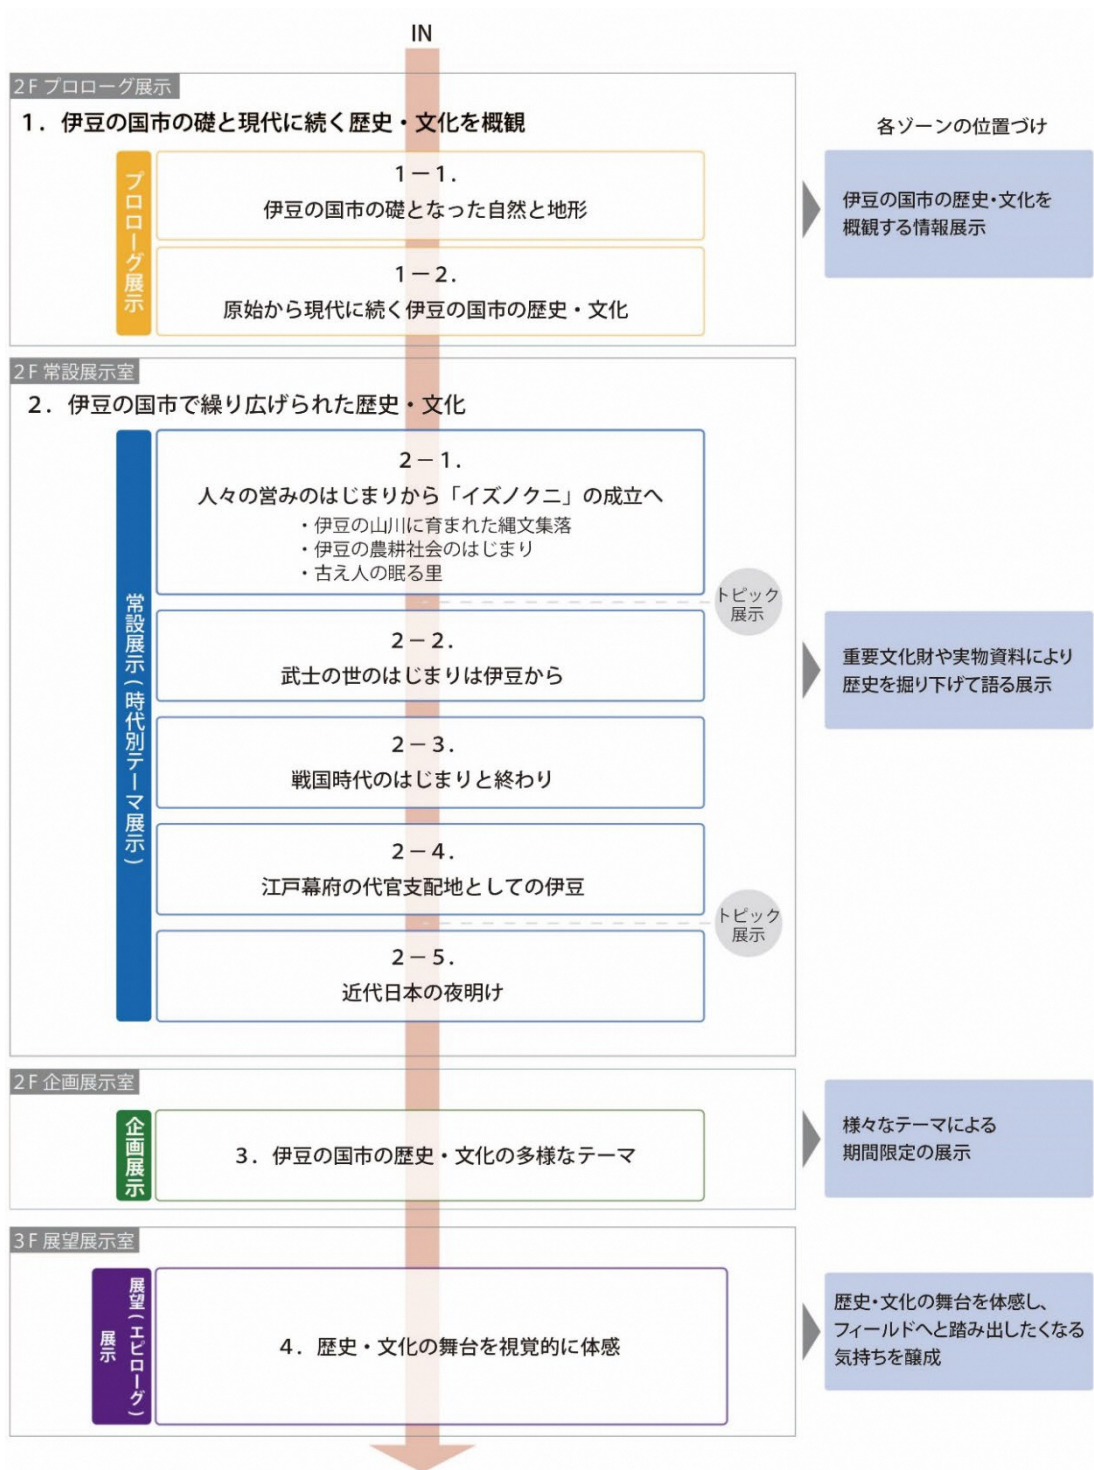 IN
2F プロローグ展示
1．伊豆の国市の礎と現代に続く歴史・文化を概観
各ゾーンの位置づけ
プロローグ展示
1－1．
伊豆の国市の礎となった自然と地形
1－2．
原始から現代に続く伊豆の国市の歴史・文化
伊豆の国市の歴史・文化を
概観する情報展示
2F 常設展示室
2．伊豆の国市で繰り広げられた歴史・文化
常設展示(時代別テーマ展示)
2－1．
人々の営みのはじまりから「イズノクニ」の成立へ
・伊豆の山川に育まれた縄文集落
・伊豆の農耕社会のはじまり
・古え人の眠る里
トピック
展示
2－2．
武士の世のはじまりは伊豆から
2－3．
戦国時代のはじまりと終わり
2－4．
江戸幕府の代官支配地としての伊豆
トピック
展示
2－5．
近代日本の夜明け
重要文化財や実物資料により
歴史を掘り下げて語る展示
2F 企画展示室
企画展示
3．伊豆の国市の歴史・文化の多様なテーマ
様々なテーマによる
期間限定の展示
3F 展望展示室
展望(エピローグ)
展示
4．歴史・文化の舞台を視覚的に体感
歴史・文化の舞台を体感し、
フィールドへと踏み出したくなる
気持ちを醸成